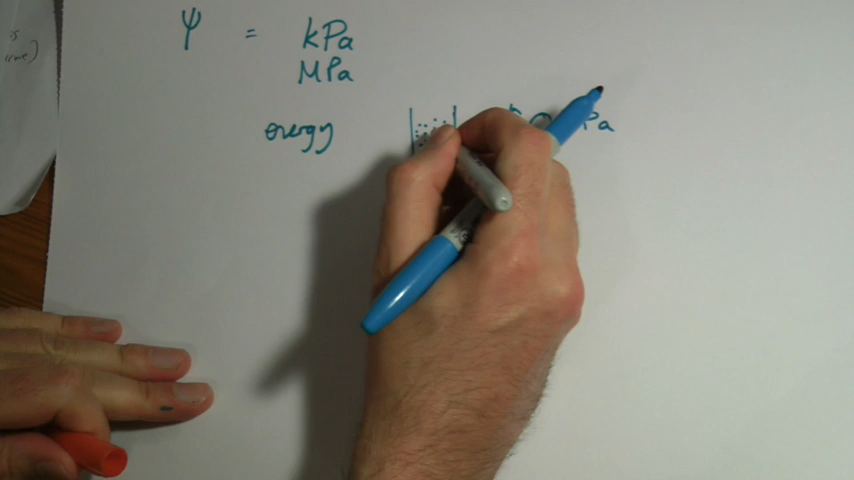 Ψ = kPa
MPa
energy